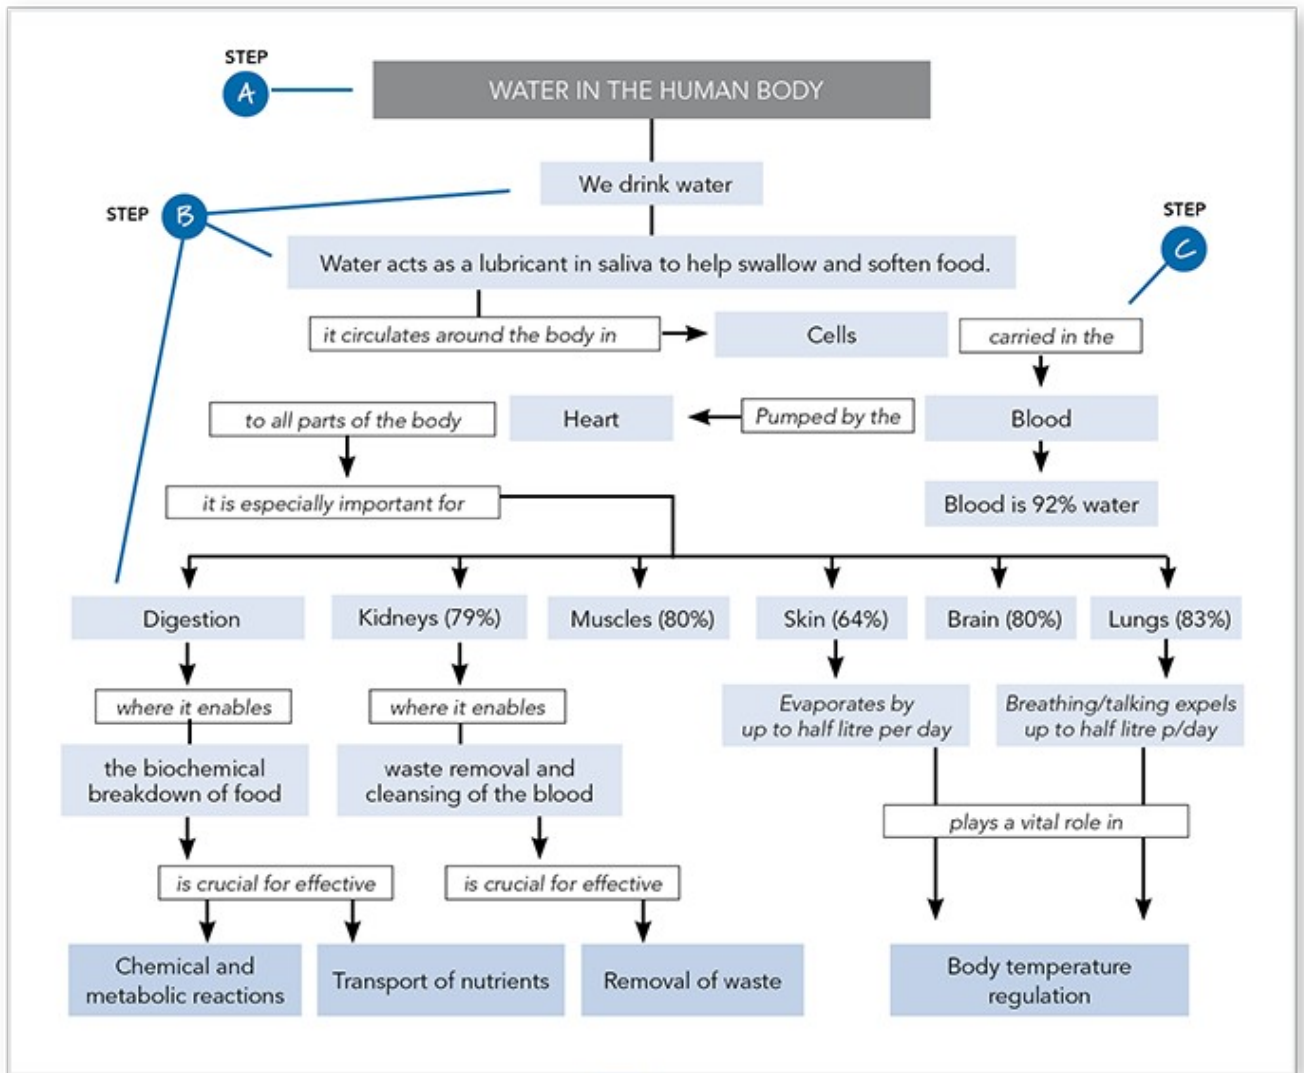 STEP
A
WATER IN THE HUMAN BODY
We drink water
STEP
B
STEP
C
Water acts as a lubricant in saliva to help swallow and soften food.
it circulates around the body in
Cells
carried in the
to all parts of the body
Heart
Pumped by the
Blood
it is especially important for
Blood is 92% water
Digestion
Kidneys (79%)
Muscles (80%)
Skin (64%)
Brain (80%)
Lungs (83%)
where it enables
where it enables
Evaporates by
up to half litre per day
Breathing/talking expels
up to half litre p/day
the biochemical
breakdown of food
waste removal and
cleansing of the blood
plays a vital role in
is crucial for effective
is crucial for effective
Chemical and
metabolic reactions
Transport of nutrients
Removal of waste
Body temperature
regulation